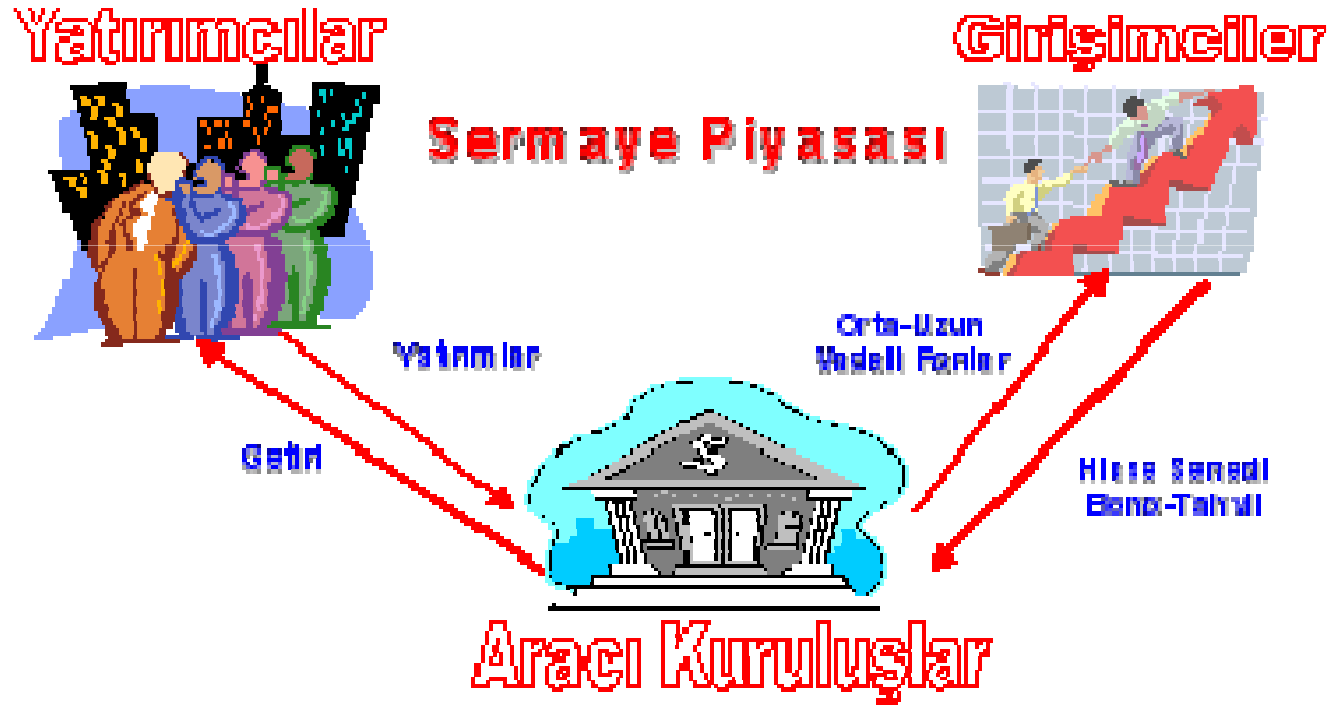 Yatırımcılar
Girişimciler
Sermaye Piyasası
Orta-Uzun
Vadeli Fonlar
Yatırımlar
Getiri
Hisse Senedi
Bono-Tahvil
Aracı Kuruluşlar